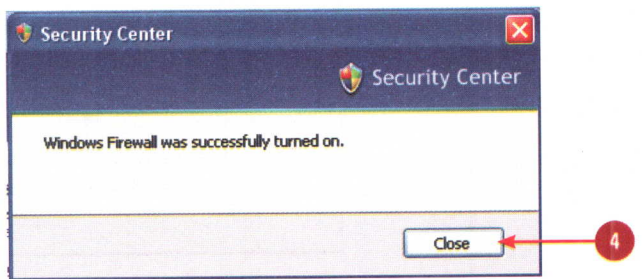 Security Center
Security Center
Windows Firewall was successfully turned on.
Close
4